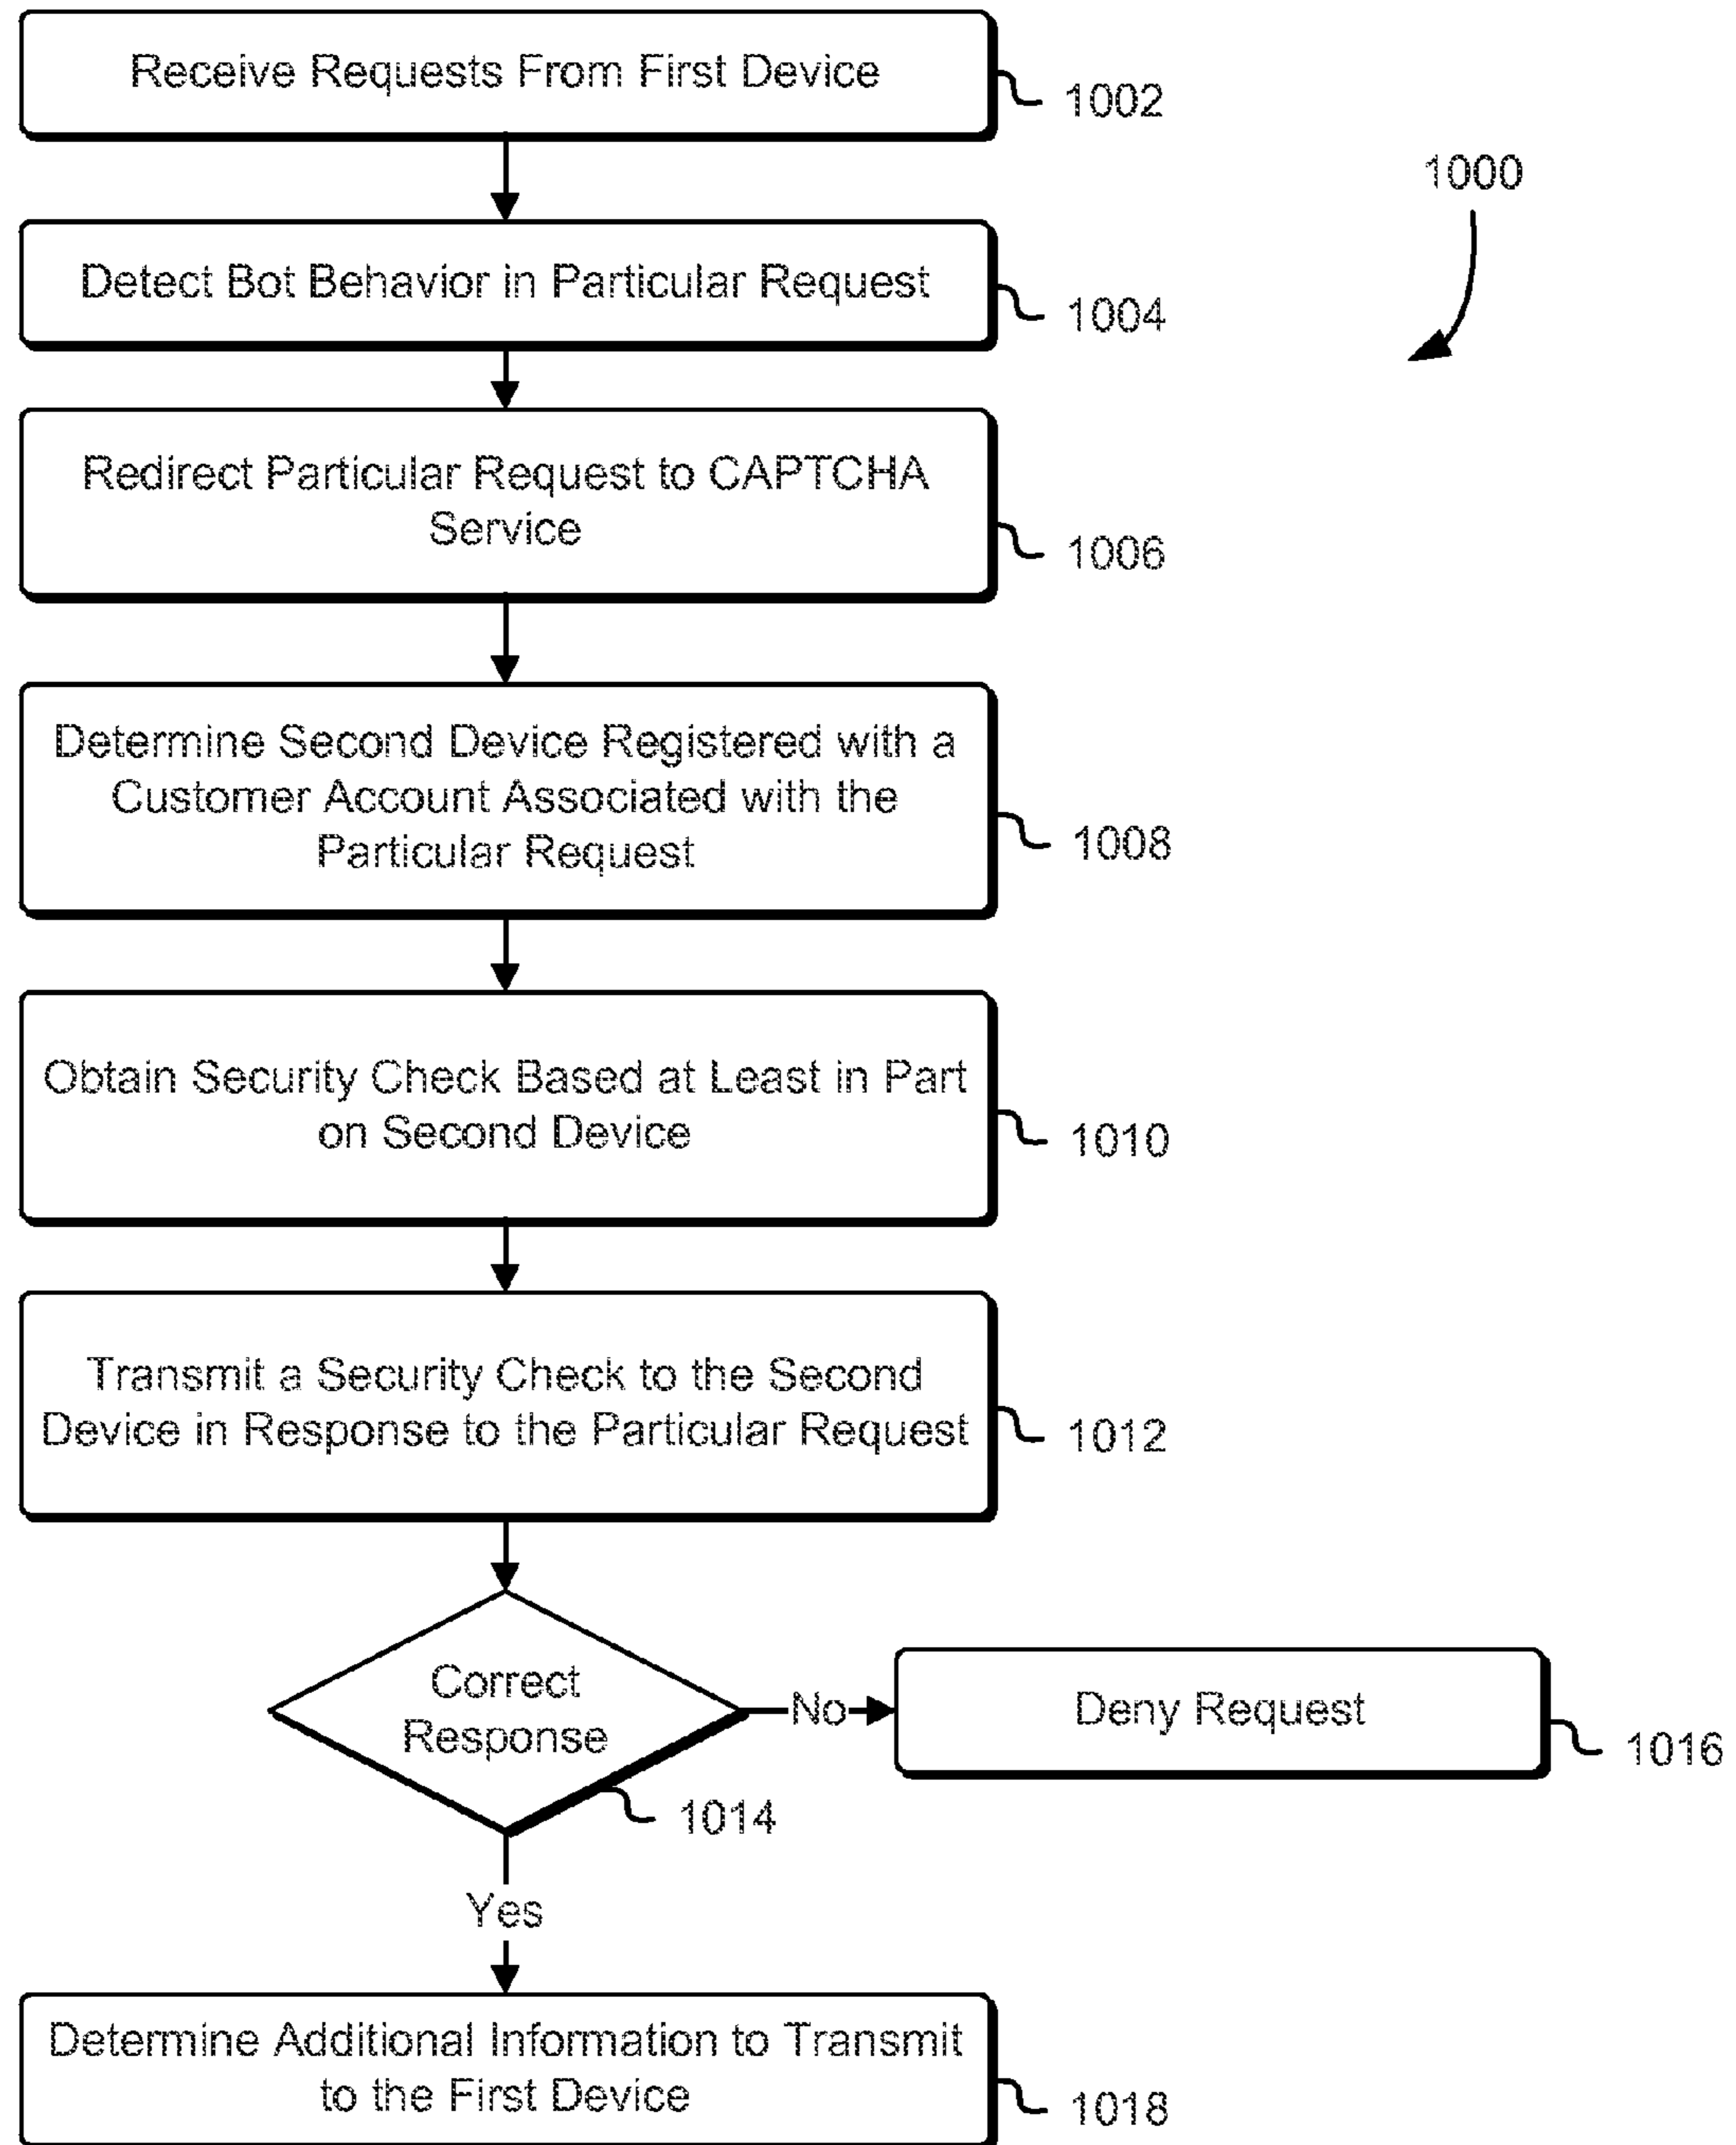 Receive Requests From First Device
1002
1000
Detect Bot Behavior in Particular Request
1004
Redirect Particular Request to CAPTCHA
Service
1006
Determine Second Device Registered with a
Customer Account Associated with the
Particular Request
1008
Obtain Security Check Based at Least in Part
on Second Device
1010
Transmit a Security Check to the Second
Device in Response to the Particular Request
1012
Correct
Response
No
Deny Request
1016
1014
Yes
Determine Additional Information to Transmit
to the First Device
1018